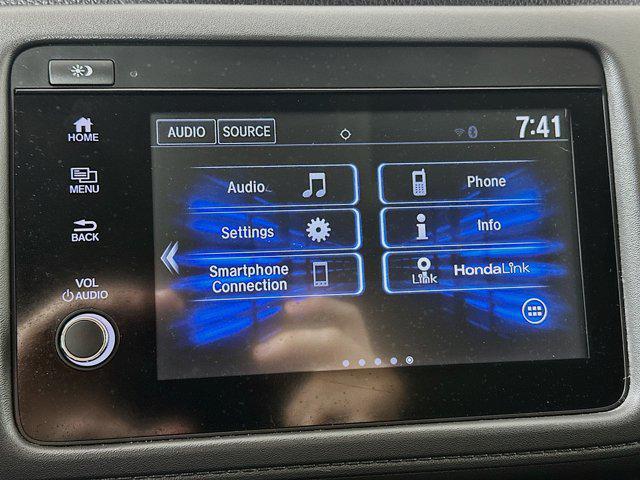 AUDIO SOURCE 7:41
HOME
MENU
BACK
VOL
AUDIO
Audio
Phone
Settings
Info
Smartphone
Connection
Link HondaLink